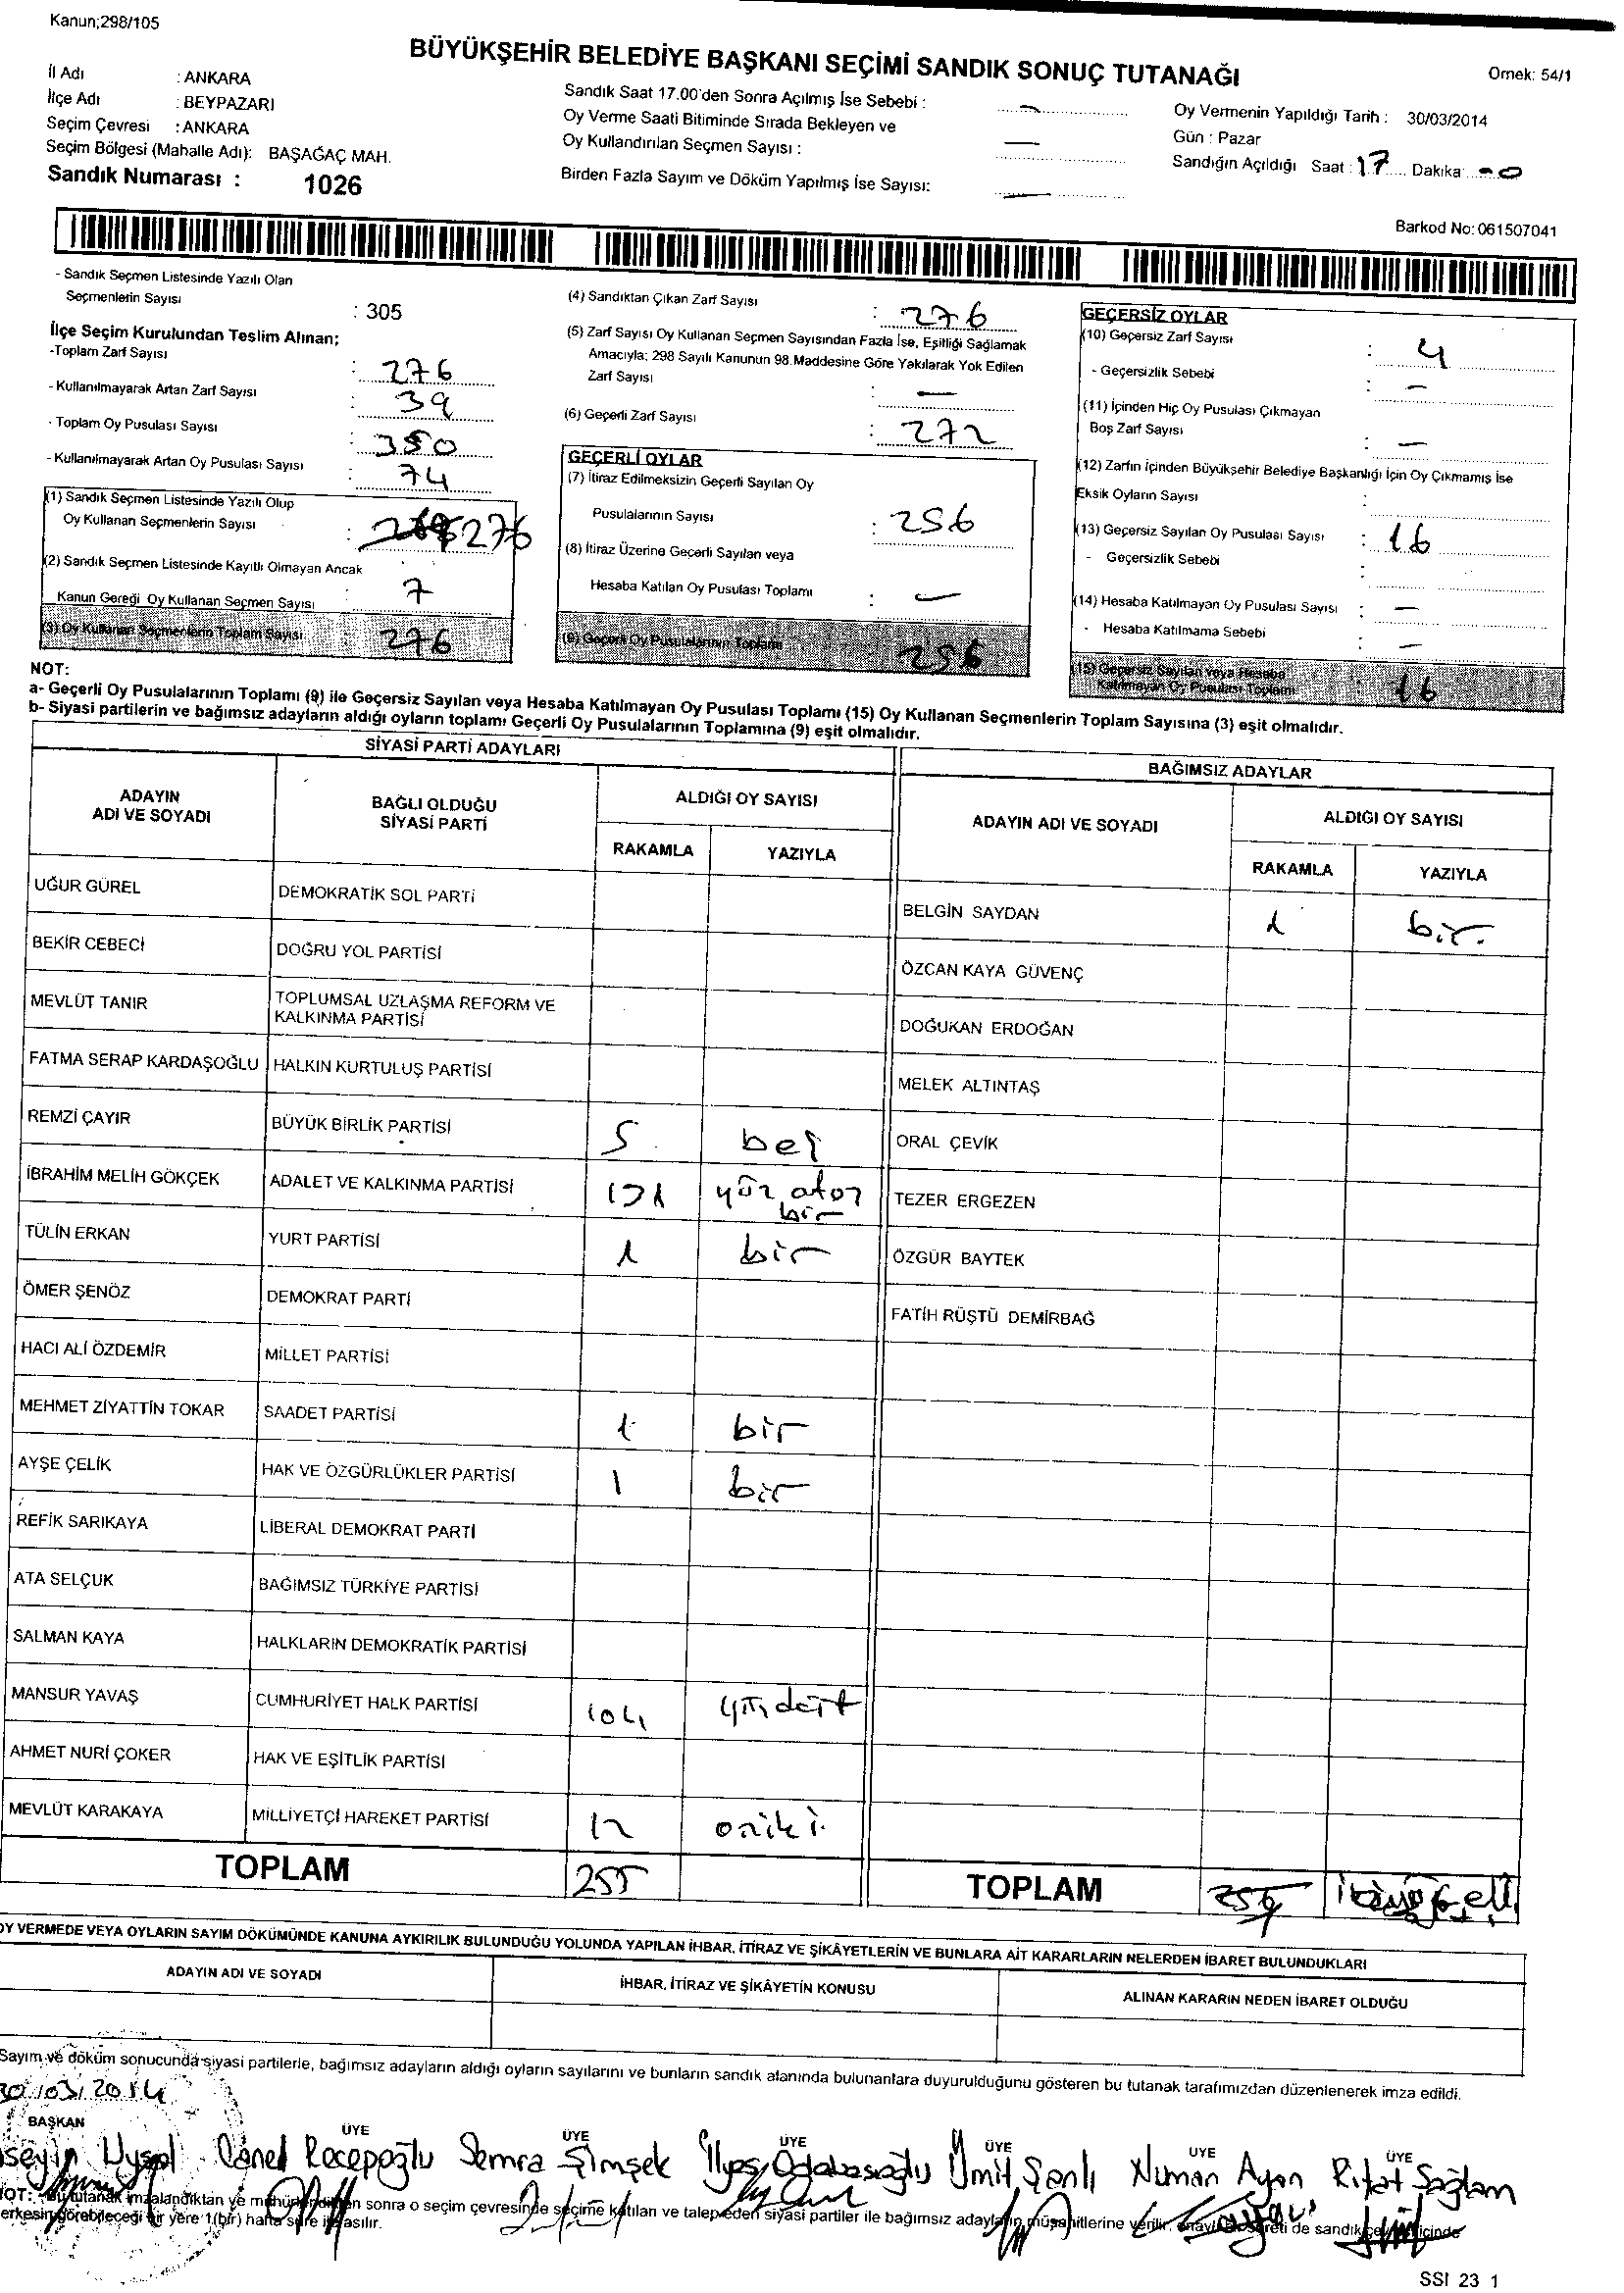 Kanun;298/105
BÜYÜKŞEHİR BELEDİYE BAŞKANI SEÇİMİ SANDIK SONUÇ TUTANAĞI
Ornek: 54/1
İl Adı : ANKARA
İlçe Adı : BEYPAZARI
Seçim Çevresi : ANKARA
Seçim Bölgesi (Mahalle Adı): BAŞAĞAÇ MAH.
Sandık Numarası : 1026
Sandık Saat 17.00'den Sonra Açılmış İse Sebebi : —
Oy Verme Saati Bitiminde Sırada Bekleyen ve
Oy Kullandırılan Seçmen Sayısı : —
Birden Fazla Sayım ve Döküm Yapılmış İse Sayısı: —
Oy Vermenin Yapıldığı Tarih : 30/03/2014
Gün : Pazar
Sandığın Açıldığı Saat : 17 Dakika
Barkod No: 061507041
- Sandık Seçmen Listesinde Yazılı Olan
Seçmenlerin Sayısı : 305
İlçe Seçim Kurulundan Teslim Alınan;
-Toplam Zarf Sayısı : 276
- Kullanılmayarak Artan Zarf Sayısı : 39
- Toplam Oy Pusulası Sayısı : 350
- Kullanılmayarak Artan Oy Pusulası Sayısı : 74
(1) Sandık Seçmen Listesinde Yazılı Olup
Oy Kullanan Seçmenlerin Sayısı : 276
(2) Sandık Seçmen Listesinde Kayıtlı Olmayan Ancak
Kanun Gereği Oy Kullanan Seçmen Sayısı : 7
(3) Oy Kullanan Seçmenlerin Toplam Sayısı : 276
(4) Sandıktan Çıkan Zarf Sayısı : 276
(5) Zarf Sayısı Oy Kullanan Seçmen Sayısından Fazla İse, Eşitliği Sağlamak
Amacıyla; 298 Sayılı Kanunun 98.Maddesine Göre Yakılarak Yok Edilen
Zarf Sayısı : —
(6) Geçerli Zarf Sayısı : 272
GEÇERLİ OYLAR
(7) İtiraz Edilmeksizin Geçerli Sayılan Oy
Pusulalarının Sayısı : 256
(8) İtiraz Üzerine Geçerli Sayılan veya
Hesaba Katılan Oy Pusulası Toplamı : —
(9) Geçerli Oy Pusulalarının Toplamı 256
GEÇERSİZ OYLAR
(10) Geçersiz Zarf Sayısı : 4
- Geçersizlik Sebebi : —
(11) İçinden Hiç Oy Pusulası Çıkmayan
Boş Zarf Sayısı : —
(12) Zarfın İçinden Büyükşehir Belediye Başkanlığı İçin Oy Çıkmamış İse
Eksik Oyların Sayısı :
(13) Geçersiz Sayılan Oy Pusulası Sayısı : 16
- Geçersizlik Sebebi :
(14) Hesaba Katılmayan Oy Pusulası Sayısı : —
- Hesaba Katılmama Sebebi : —
(15) Geçersiz Sayılan veya Hesaba
Katılmayan Oy Pusulası Toplamı : 16
NOT:
a- Geçerli Oy Pusulalarının Toplamı (9) ile Geçersiz Sayılan veya Hesaba Katılmayan Oy Pusulası Toplamı (15) Oy Kullanan Seçmenlerin Toplam Sayısına (3) eşit olmalıdır.
b- Siyasi partilerin ve bağımsız adayların aldığı oyların toplamı Geçerli Oy Pusulalarının Toplamına (9) eşit olmalıdır.
SİYASİ PARTİ ADAYLARI
ADAYIN ADI VE SOYADI BAĞLI OLDUĞU SİYASİ PARTİ ALDIĞI OY SAYISI
RAKAMLA YAZIYLA
UĞUR GÜREL DEMOKRATİK SOL PARTİ
BEKİR CEBECİ DOĞRU YOL PARTİSİ
MEVLÜT TANIR TOPLUMSAL UZLAŞMA REFORM VE KALKINMA PARTİSİ
FATMA SERAP KARDAŞOĞLU HALKIN KURTULUŞ PARTİSİ
REMZİ ÇAYIR BÜYÜK BİRLİK PARTİSİ 5 beş
İBRAHİM MELİH GÖKÇEK ADALET VE KALKINMA PARTİSİ 131 yüz otuz bir
TÜLİN ERKAN YURT PARTİSİ 1 bir
ÖMER ŞENÖZ DEMOKRAT PARTİ
HACI ALİ ÖZDEMİR MİLLET PARTİSİ
MEHMET ZİYATTİN TOKAR SAADET PARTİSİ 1 bir
AYŞE ÇELİK HAK VE ÖZGÜRLÜKLER PARTİSİ 1 bir
REFİK SARIKAYA LİBERAL DEMOKRAT PARTİ
ATA SELÇUK BAĞIMSIZ TÜRKİYE PARTİSİ
SALMAN KAYA HALKLARIN DEMOKRATİK PARTİSİ
MANSUR YAVAŞ CUMHURİYET HALK PARTİSİ 104 yüz dört
AHMET NURİ ÇOKER HAK VE EŞİTLİK PARTİSİ
MEVLÜT KARAKAYA MİLLİYETÇİ HAREKET PARTİSİ 12 oniki
TOPLAM 255
BAĞIMSIZ ADAYLAR
ADAYIN ADI VE SOYADI ALDIĞI OY SAYISI
RAKAMLA YAZIYLA
BELGİN SAYDAN 1 bir.
ÖZCAN KAYA GÜVENÇ
DOĞUKAN ERDOĞAN
MELEK ALTINTAŞ
ORAL ÇEVİK
TEZER ERGEZEN
ÖZGÜR BAYTEK
FATİH RÜŞTÜ DEMİRBAĞ
TOPLAM 256
OY VERMEDE VEYA OYLARIN SAYIM DÖKÜMÜNDE KANUNA AYKIRILIK BULUNDUĞU YOLUNDA YAPILAN İHBAR, İTİRAZ VE ŞİKÂYETLERİN VE BUNLARA AİT KARARLARIN NELERDEN İBARET BULUNDUKLARI
ADAYIN ADI VE SOYADI İHBAR, İTİRAZ VE ŞİKÂYETİN KONUSU ALINAN KARARIN NEDEN İBARET OLDUĞU
Sayım ve döküm sonucunda siyasi partilerle, bağımsız adayların aldığı oyların sayılarını ve bunların sandık alanında bulunanlara duyurulduğunu gösteren bu tutanak tarafımızdan düzenlenerek imza edildi.
30/03/2014
BAŞKAN ÜYE ÜYE ÜYE ÜYE ÜYE ÜYE
Uysal Caner Recepoğlu Semra Şimşek İlyas Odabaşoğlu Ümit Şanlı Numan Ayan Rıfat Sağlam
NOT: Bu tutanak imzalandıktan ve mühürlendikten sonra o seçim çevresinde seçime katılan ve talep eden siyasi partiler ile bağımsız adayların müşahitlerine verilir, onaylı bir sureti de sandık çevresi içinde
herkesin görebileceği bir yere 1(bir) hafta süre ile asılır.
SSI 23 1